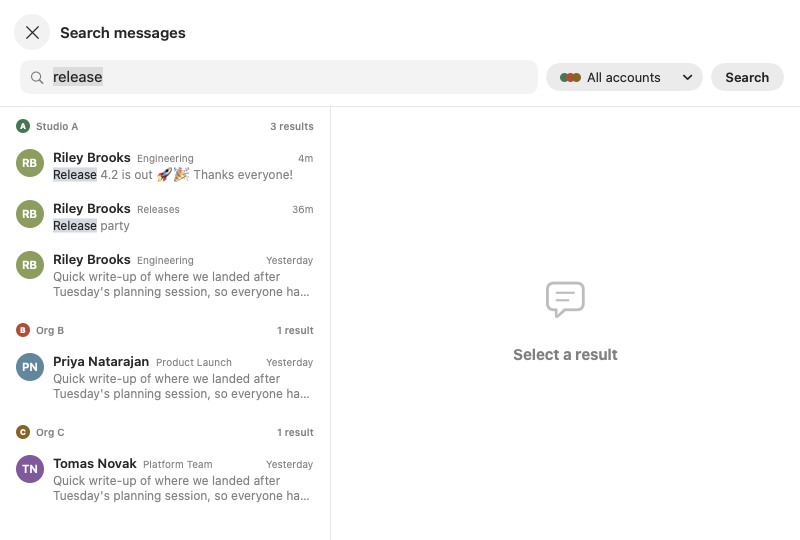 Search messages
release
All accounts
Search
A Studio A 3 results
RB Riley Brooks Engineering 4m
Release 4.2 is out 🚀🎉 Thanks everyone!
RB Riley Brooks Releases 36m
Release party
RB Riley Brooks Engineering Yesterday
Quick write-up of where we landed after
Tuesday's planning session, so everyone ha...
B Org B 1 result
PN Priya Natarajan Product Launch Yesterday
Quick write-up of where we landed after
Tuesday's planning session, so everyone ha...
C Org C 1 result
TN Tomas Novak Platform Team Yesterday
Quick write-up of where we landed after
Tuesday's planning session, so everyone ha...
Select a result